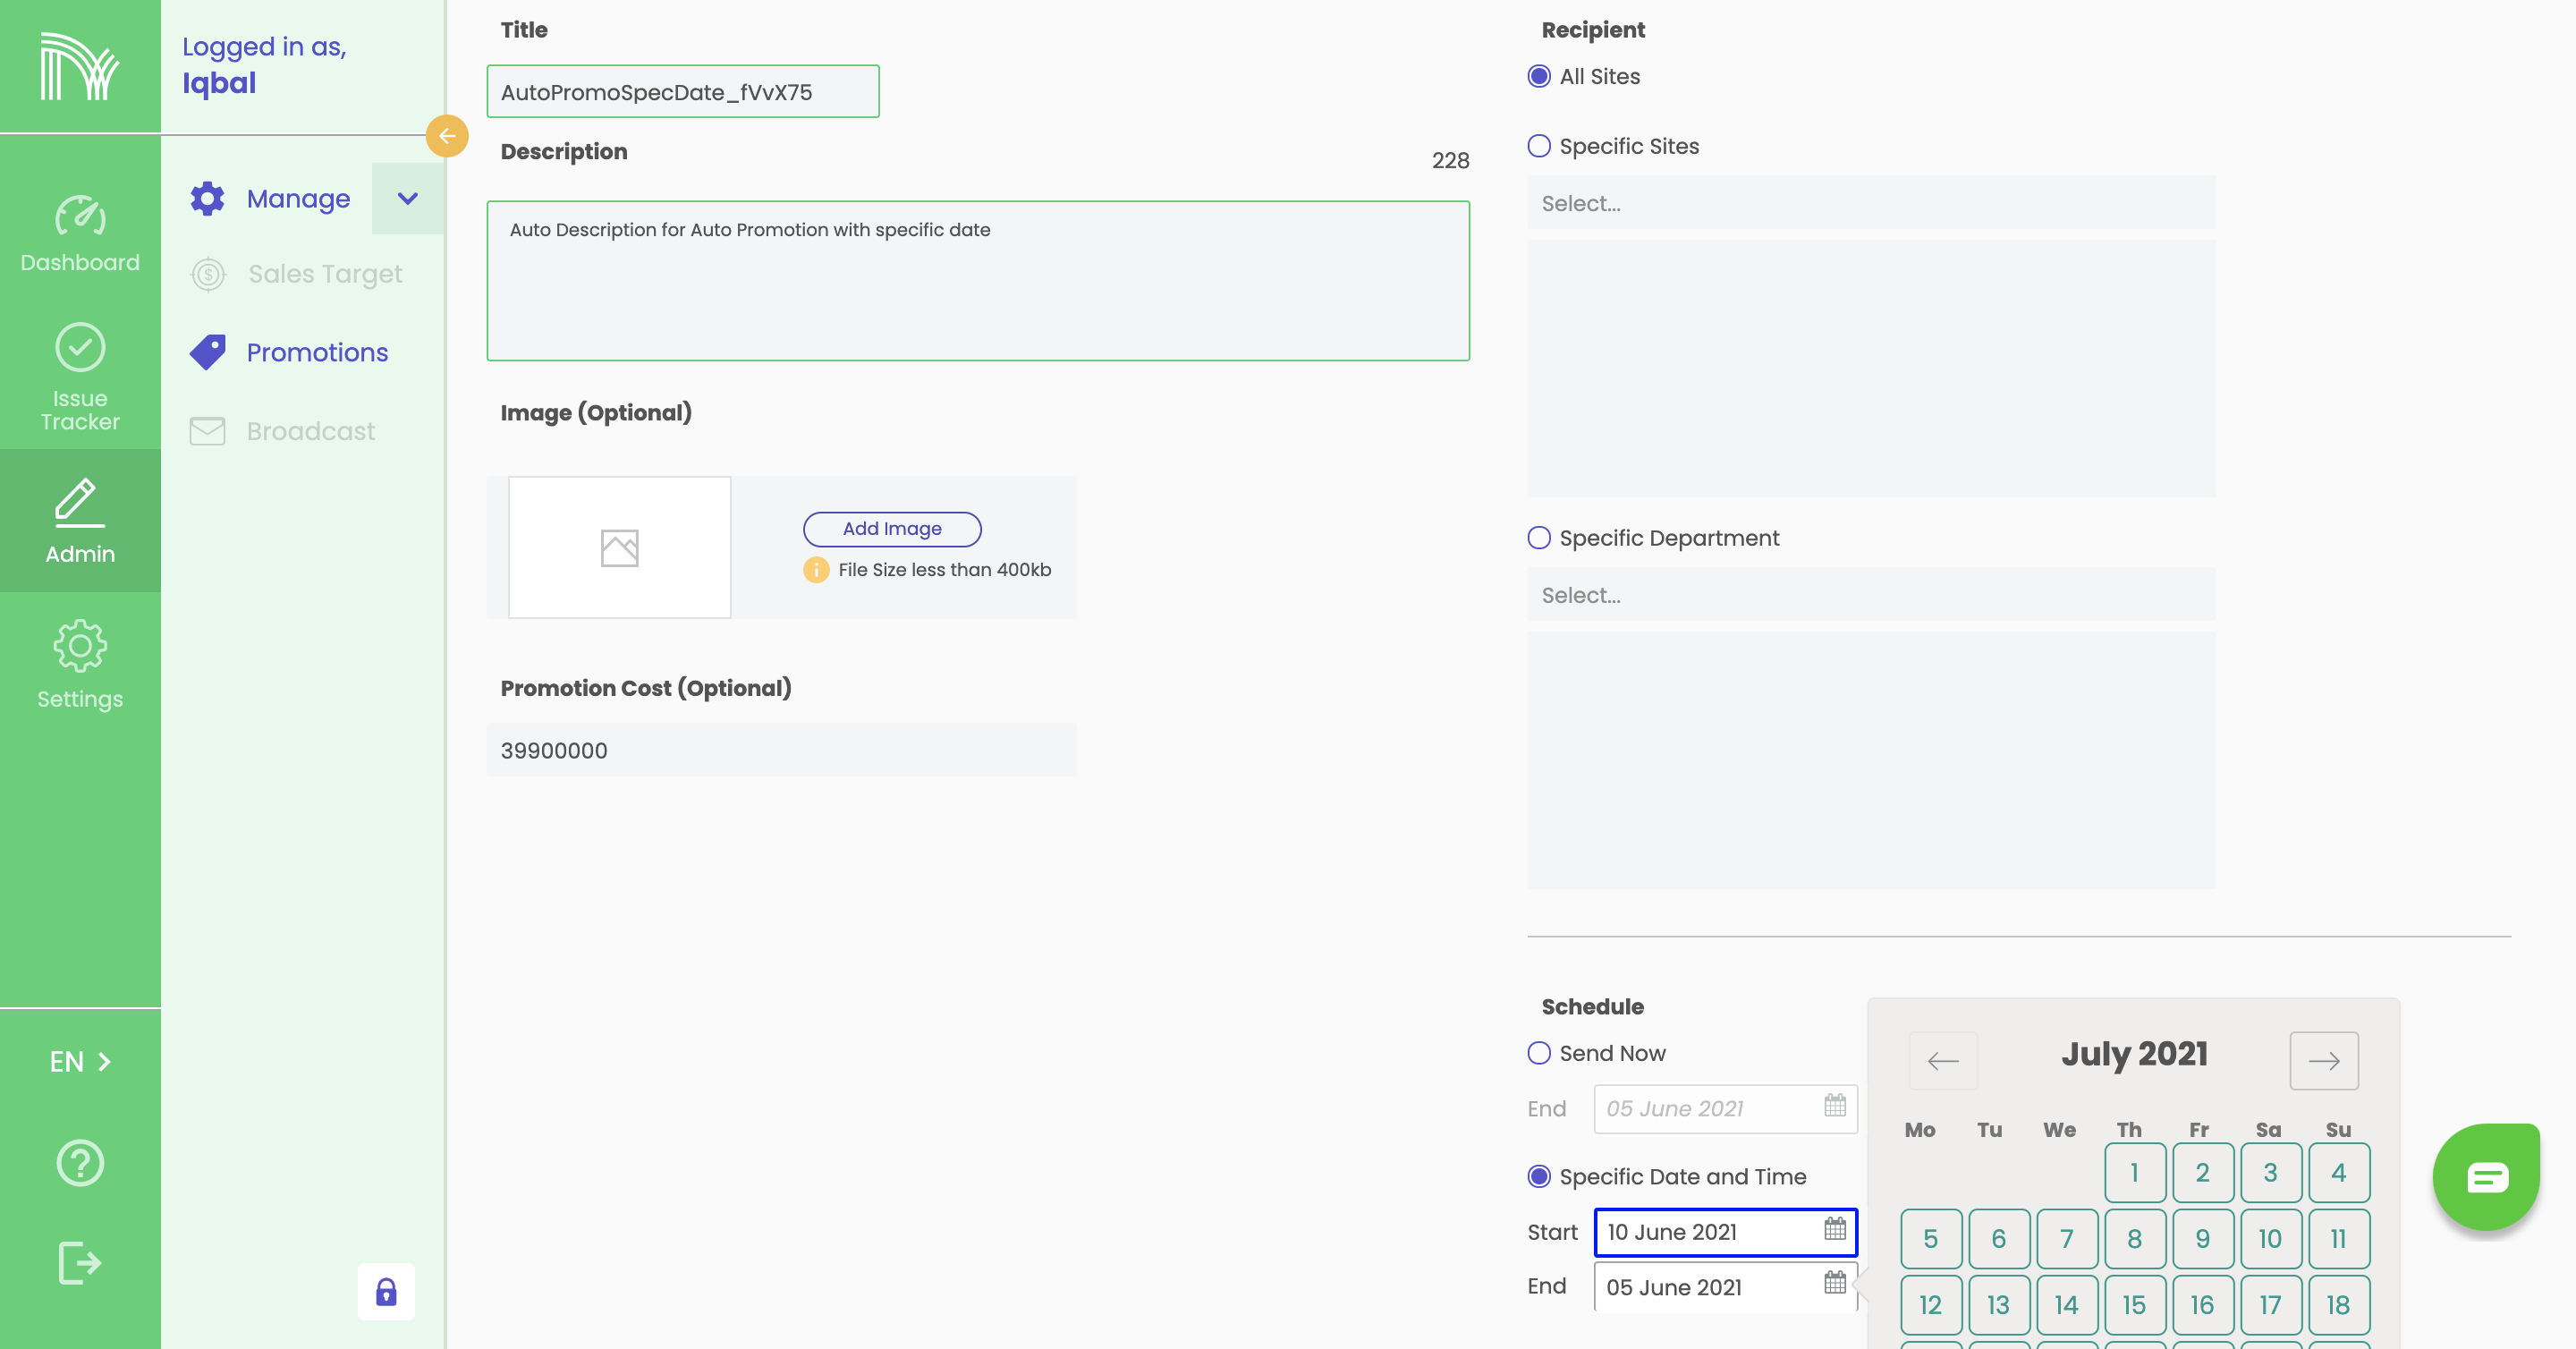 Logged in as,
Iqbal
Dashboard
Issue
Tracker
Admin
Settings
EN
Manage
Sales Target
Promotions
Broadcast
Title
AutoPromoSpecDate_fVvX75
Description
228
Auto Description for Auto Promotion with specific date
Image (Optional)
Add Image
File Size less than 400kb
Promotion Cost (Optional)
39900000
Recipient
All Sites
Specific Sites
Select...
Specific Department
Select...
Schedule
Send Now
End 05 June 2021
Specific Date and Time
Start 10 June 2021
End 05 June 2021
July 2021
Mo Tu We Th Fr Sa Su
1 2 3 4
5 6 7 8 9 10 11
12 13 14 15 16 17 18